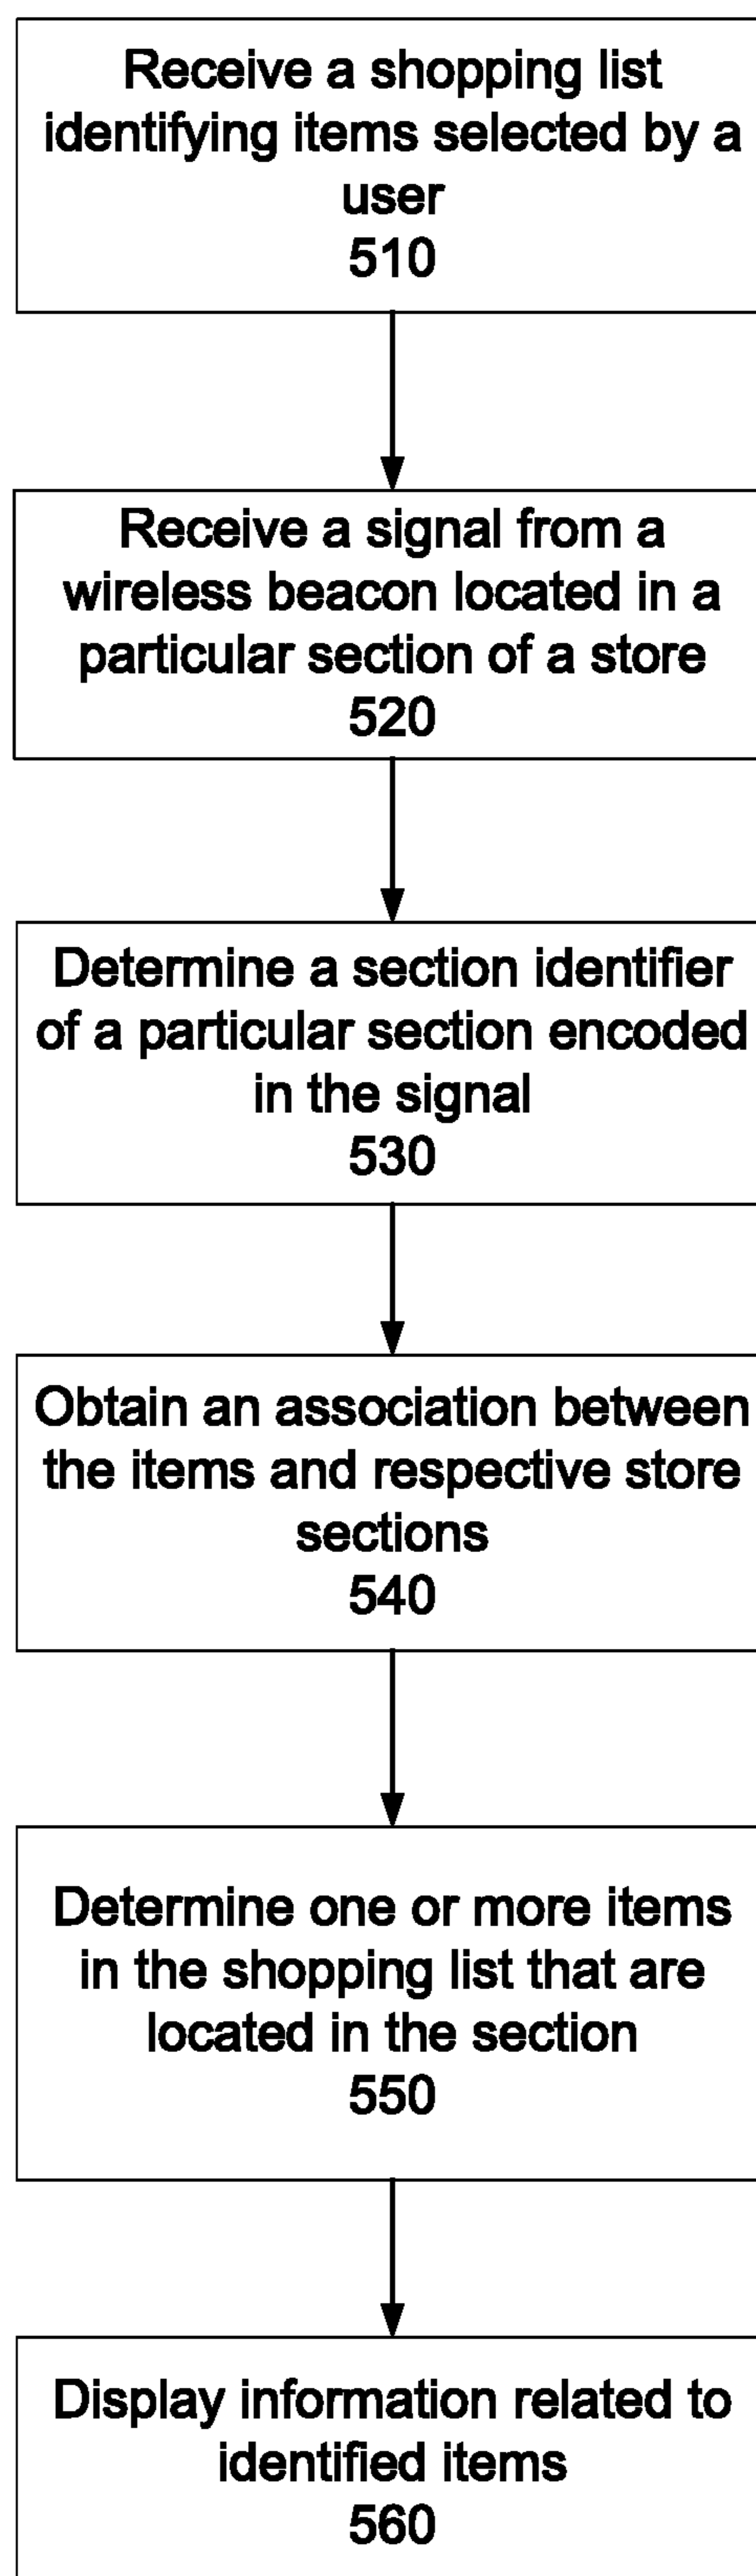 Receive a shopping list
identifying items selected by a
user
510
Receive a signal from a
wireless beacon located in a
particular section of a store
520
Determine a section identifier
of a particular section encoded
in the signal
530
Obtain an association between
the items and respective store
sections
540
Determine one or more items
in the shopping list that are
located in the section
550
Display information related to
identified items
560